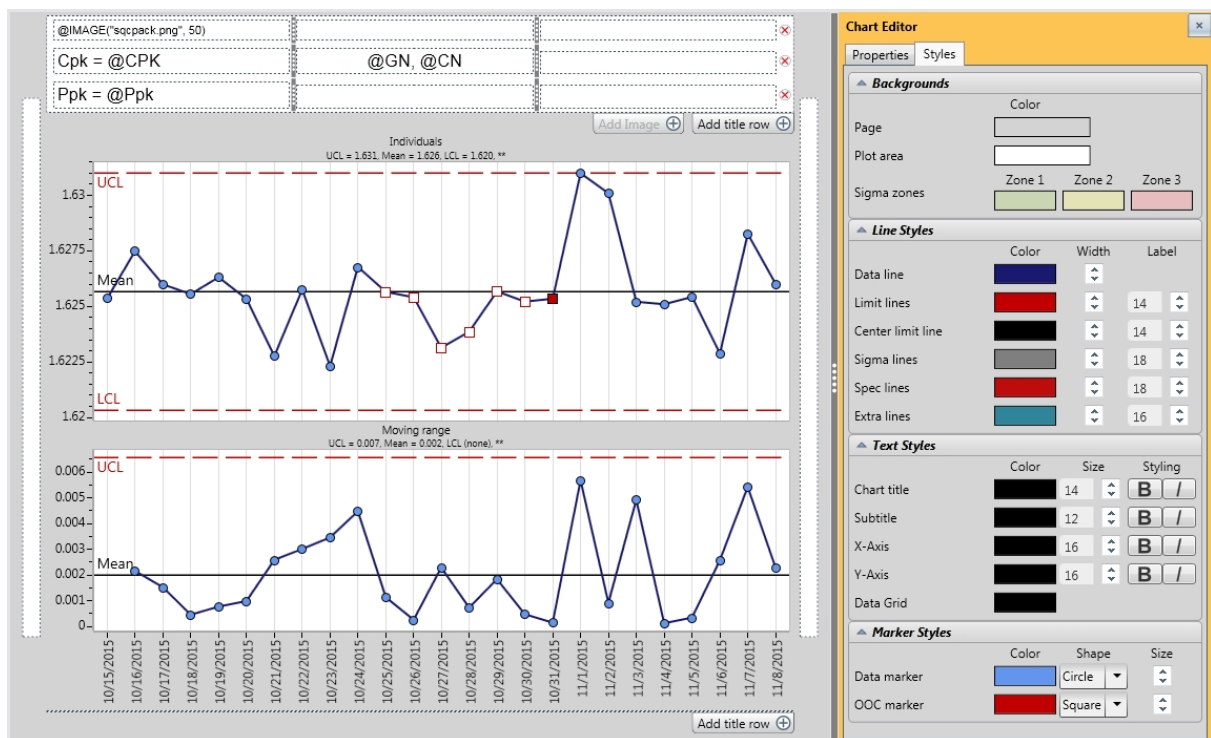 @IMAGE("sqcpack.png", 50)
Cpk = @CPK
@GN, @CN
Ppk = @Ppk
Add Image
Add title row
Individuals
UCL = 1.631, Mean = 1.626, LCL = 1.620, **
UCL
1.63
1.6275
Mean
1.625
1.6225
LCL
1.62
Moving range
UCL = 0.007, Mean = 0.002, LCL (none), **
UCL
0.006
0.005
0.004
0.003
Mean
0.002
0.001
0
10/15/2015
10/16/2015
10/17/2015
10/18/2015
10/19/2015
10/20/2015
10/21/2015
10/22/2015
10/23/2015
10/24/2015
10/25/2015
10/26/2015
10/27/2015
10/28/2015
10/29/2015
10/30/2015
10/31/2015
11/1/2015
11/2/2015
11/3/2015
11/4/2015
11/5/2015
11/6/2015
11/7/2015
11/8/2015
Add title row
Chart Editor
Properties Styles
Backgrounds
Color
Page
Plot area
Zone 1 Zone 2 Zone 3
Sigma zones
Line Styles
Color Width Label
Data line
Limit lines 14
Center limit line 14
Sigma lines 18
Spec lines 18
Extra lines 16
Text Styles
Color Size Styling
Chart title 14 B I
Subtitle 12 B I
X-Axis 16 B I
Y-Axis 16 B I
Data Grid
Marker Styles
Color Shape Size
Data marker Circle
OOC marker Square